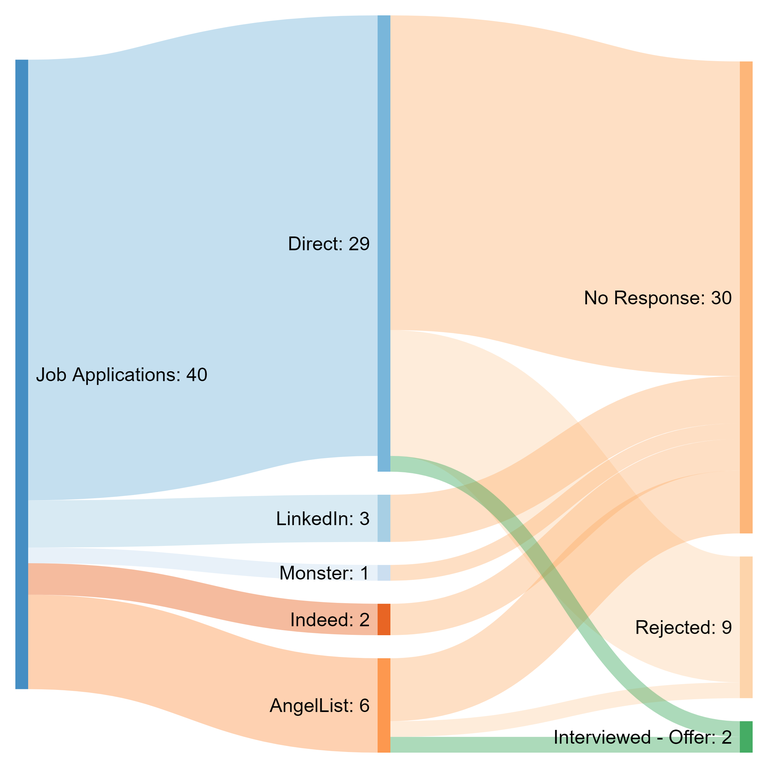 Direct: 29
No Response: 30
Job Applications: 40
LinkedIn: 3
Monster: 1
Indeed: 2
Rejected: 9
AngelList: 6
Interviewed - Offer: 2